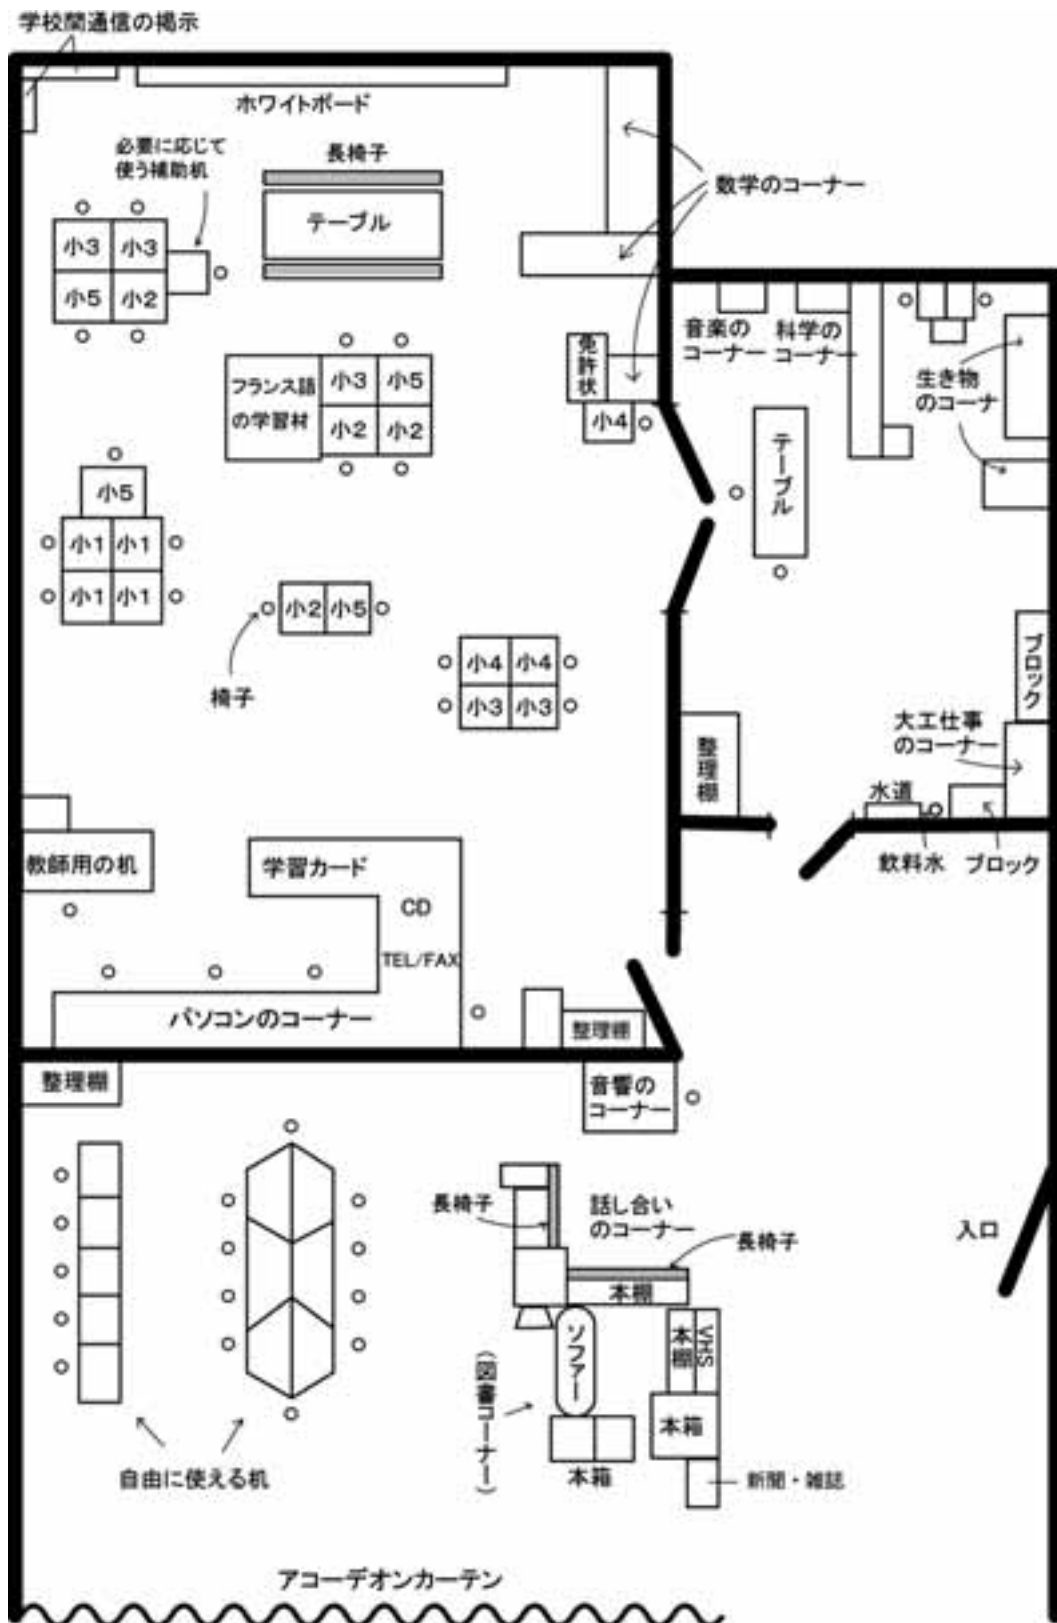 学校間通信の掲示
ホワイトボード
必要に応じて
使う補助机
長椅子
テーブル
数学のコーナー
小3 小3
小5 小2
フランス語
の学習材
小3 小5
小2 小2
免許状
小4
音楽の
コーナー
科学の
コーナー
生き物
のコーナ
テーブル
小5
小1 小1
小1 小1
小2 小5
椅子
小4 小4
小3 小3
ブロック
大工仕事
のコーナー
整理棚
水道
飲料水
ブロック
教師用の机
学習カード
CD
TEL/FAX
パソコンのコーナー
整理棚
整理棚
音響の
コーナー
長椅子
話し合い
のコーナー
長椅子
本棚
入口
ソファー
本棚
VHS
(図書コーナー)
本箱
本箱
新聞・雑誌
自由に使える机
アコーデオンカーテン